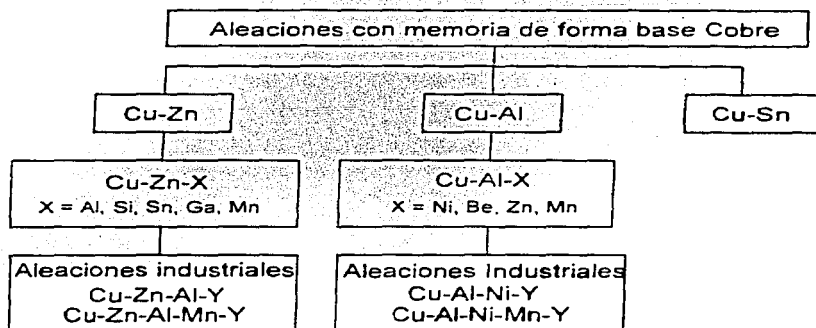 Aleaciones con memoria de forma base Cobre
Cu-Zn
Cu-Al
Cu-Sn
Cu-Zn-X
X = Al, Si, Sn, Ga, Mn
Cu-Al-X
X = Ni, Be, Zn, Mn
Aleaciones industriales
Cu-Zn-Al-Y
Cu-Zn-Al-Mn-Y
Aleaciones Industriales
Cu-Al-Ni-Y
Cu-Al-Ni-Mn-Y